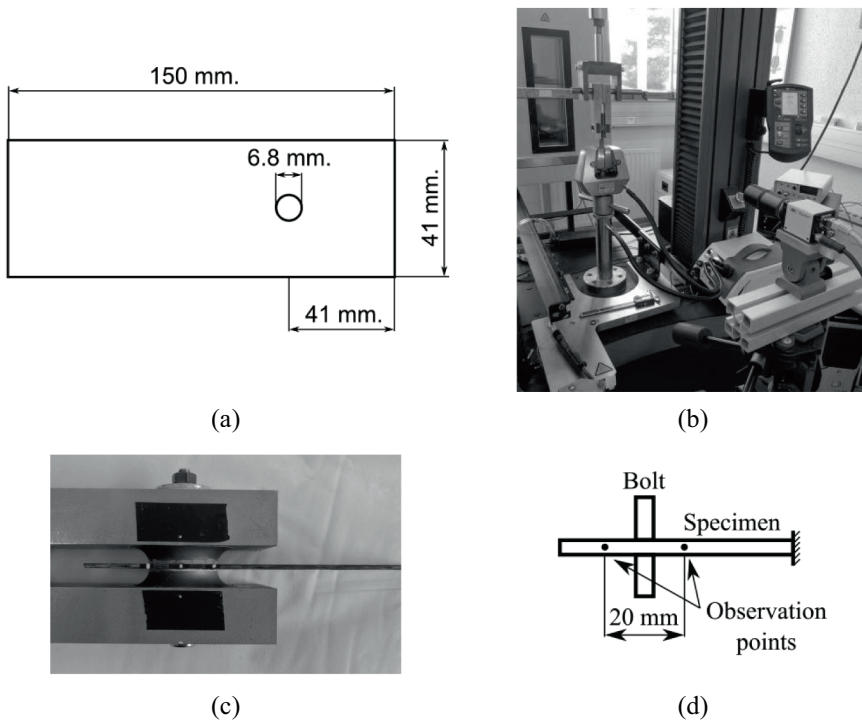 150 mm.
6.8 mm.
41 mm.
41 mm.
(a)
(b)
(c)
Bolt
Specimen
20 mm
Observation
points
(d)